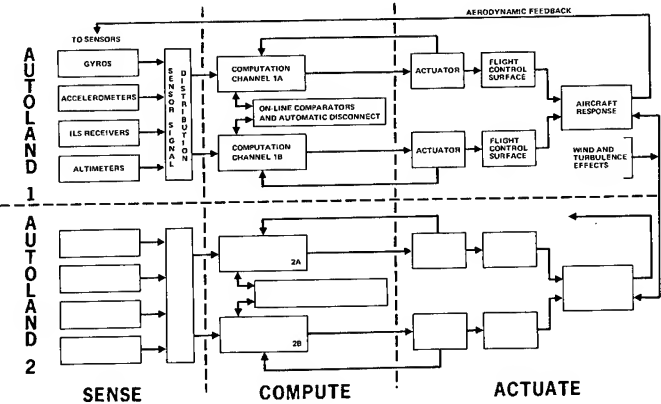 AERODYNAMIC FEEDBACK
TO SENSORS
AUTOLAND 1
GYROS
ACCELEROMETERS
ILS RECEIVERS
ALTIMETERS
SENSOR SIGNAL
DISTRIBUTION
COMPUTATION
CHANNEL 1A
ON-LINE COMPARATORS
AND AUTOMATIC DISCONNECT
COMPUTATION
CHANNEL 1B
ACTUATOR
FLIGHT
CONTROL
SURFACE
ACTUATOR
FLIGHT
CONTROL
SURFACE
AIRCRAFT
RESPONSE
WIND AND
TURBULENCE
EFFECTS
AUTOLAND 2
2A
2B
SENSE
COMPUTE
ACTUATE